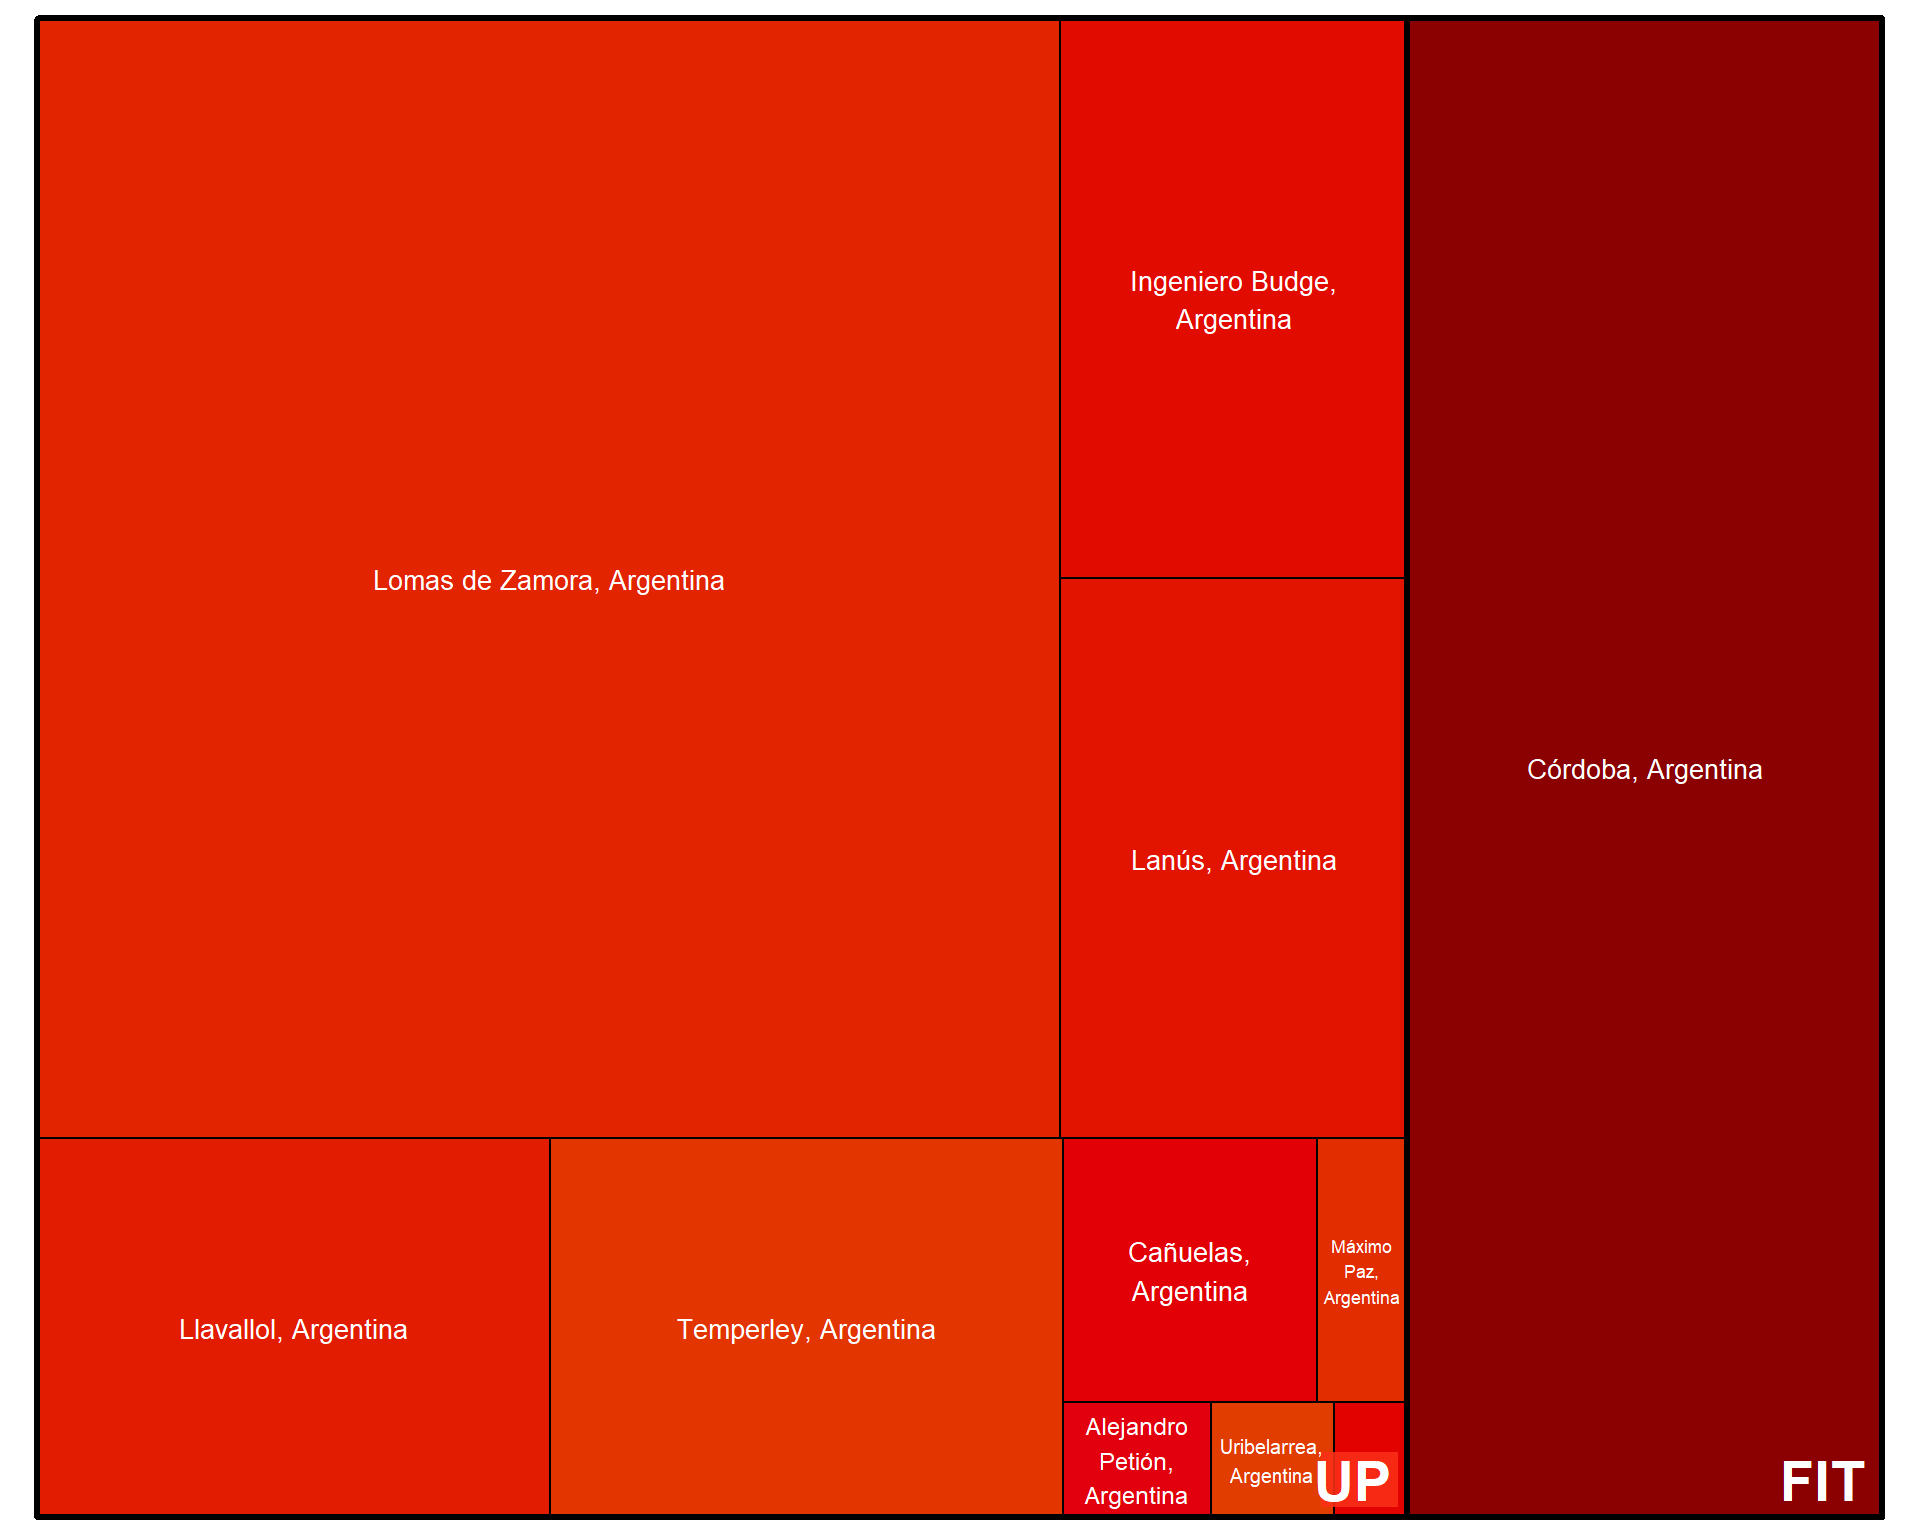 Lomas de Zamora, Argentina
Ingeniero Budge,
Argentina
Lanús, Argentina
Llavallol, Argentina
Temperley, Argentina
Cañuelas,
Argentina
Máximo
Paz,
Argentina
Alejandro
Petión,
Argentina
Uribelarrea,
Argentina
UP
Córdoba, Argentina
FIT